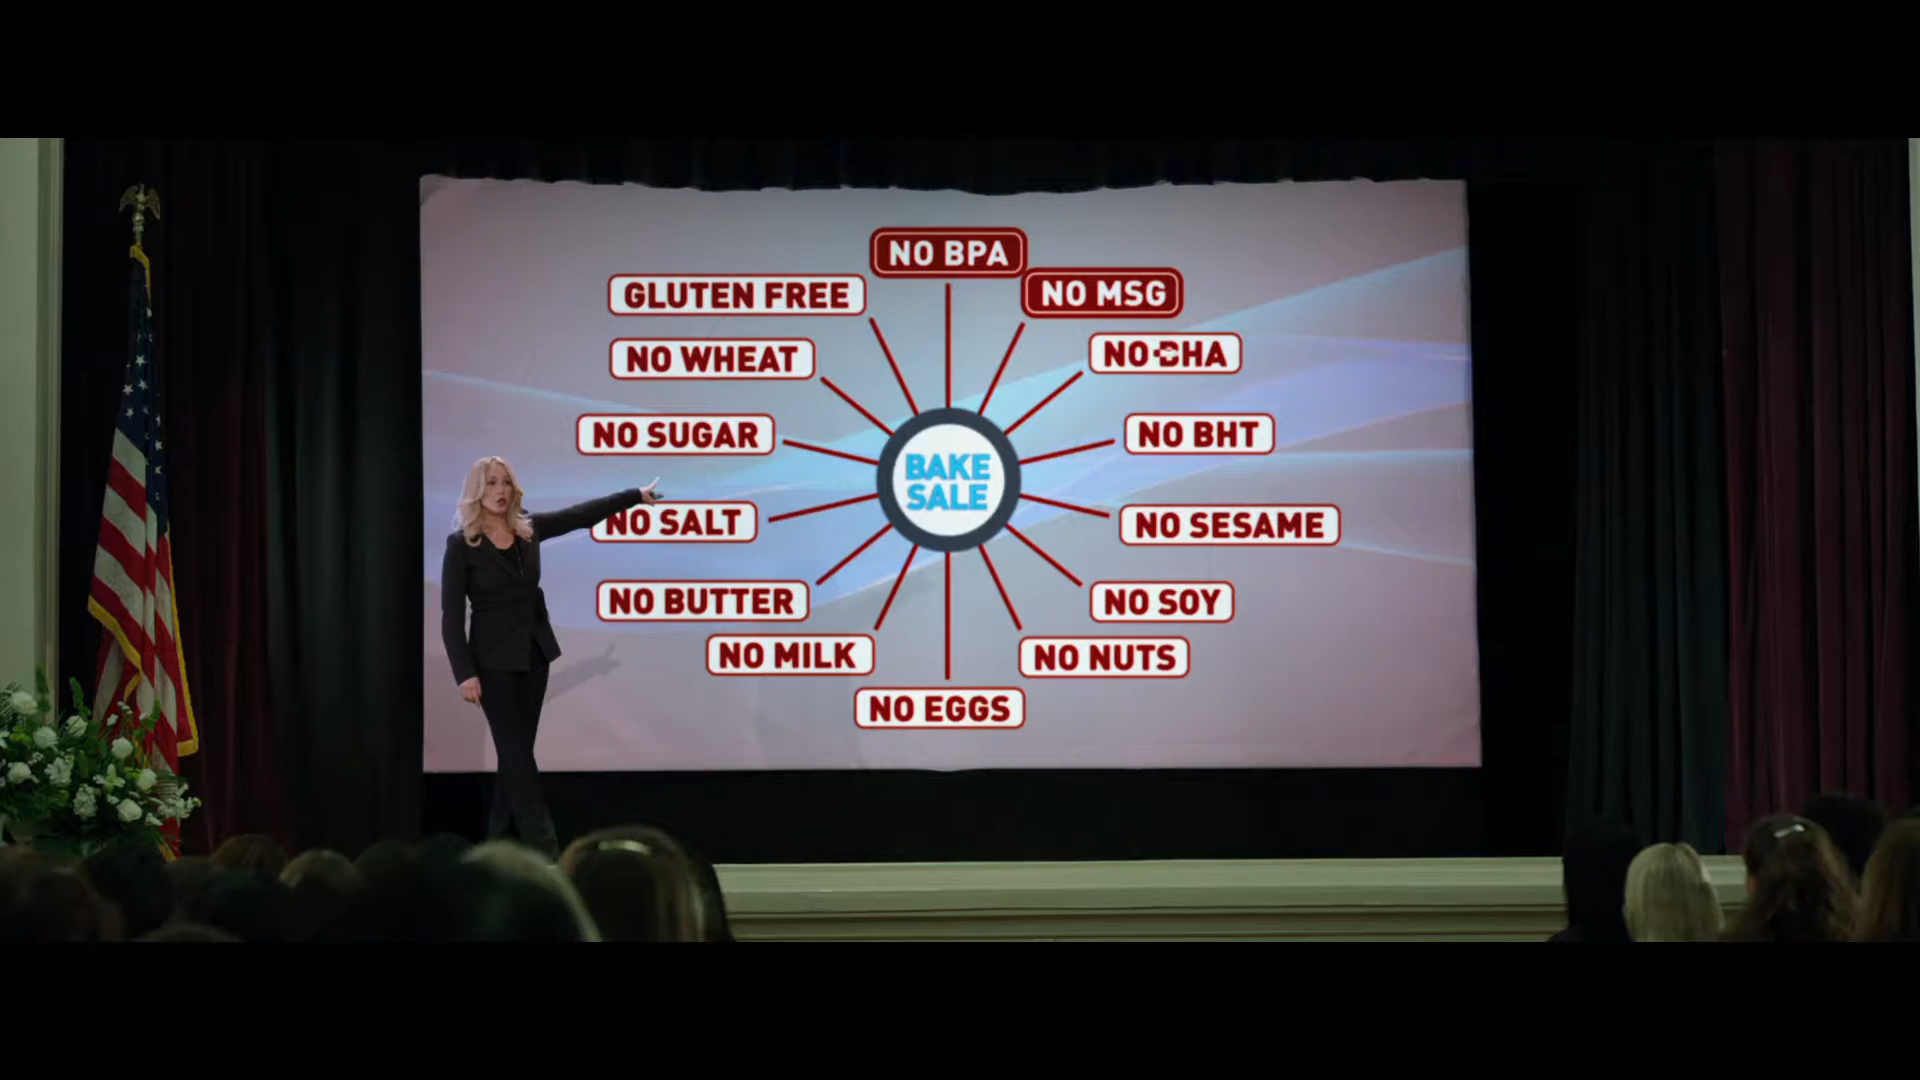 NO BPA
GLUTEN FREE
NO MSG
NO WHEAT
NO BHA
NO SUGAR
NO BHT
BAKE
SALE
NO SALT
NO SESAME
NO BUTTER
NO SOY
NO MILK
NO NUTS
NO EGGS